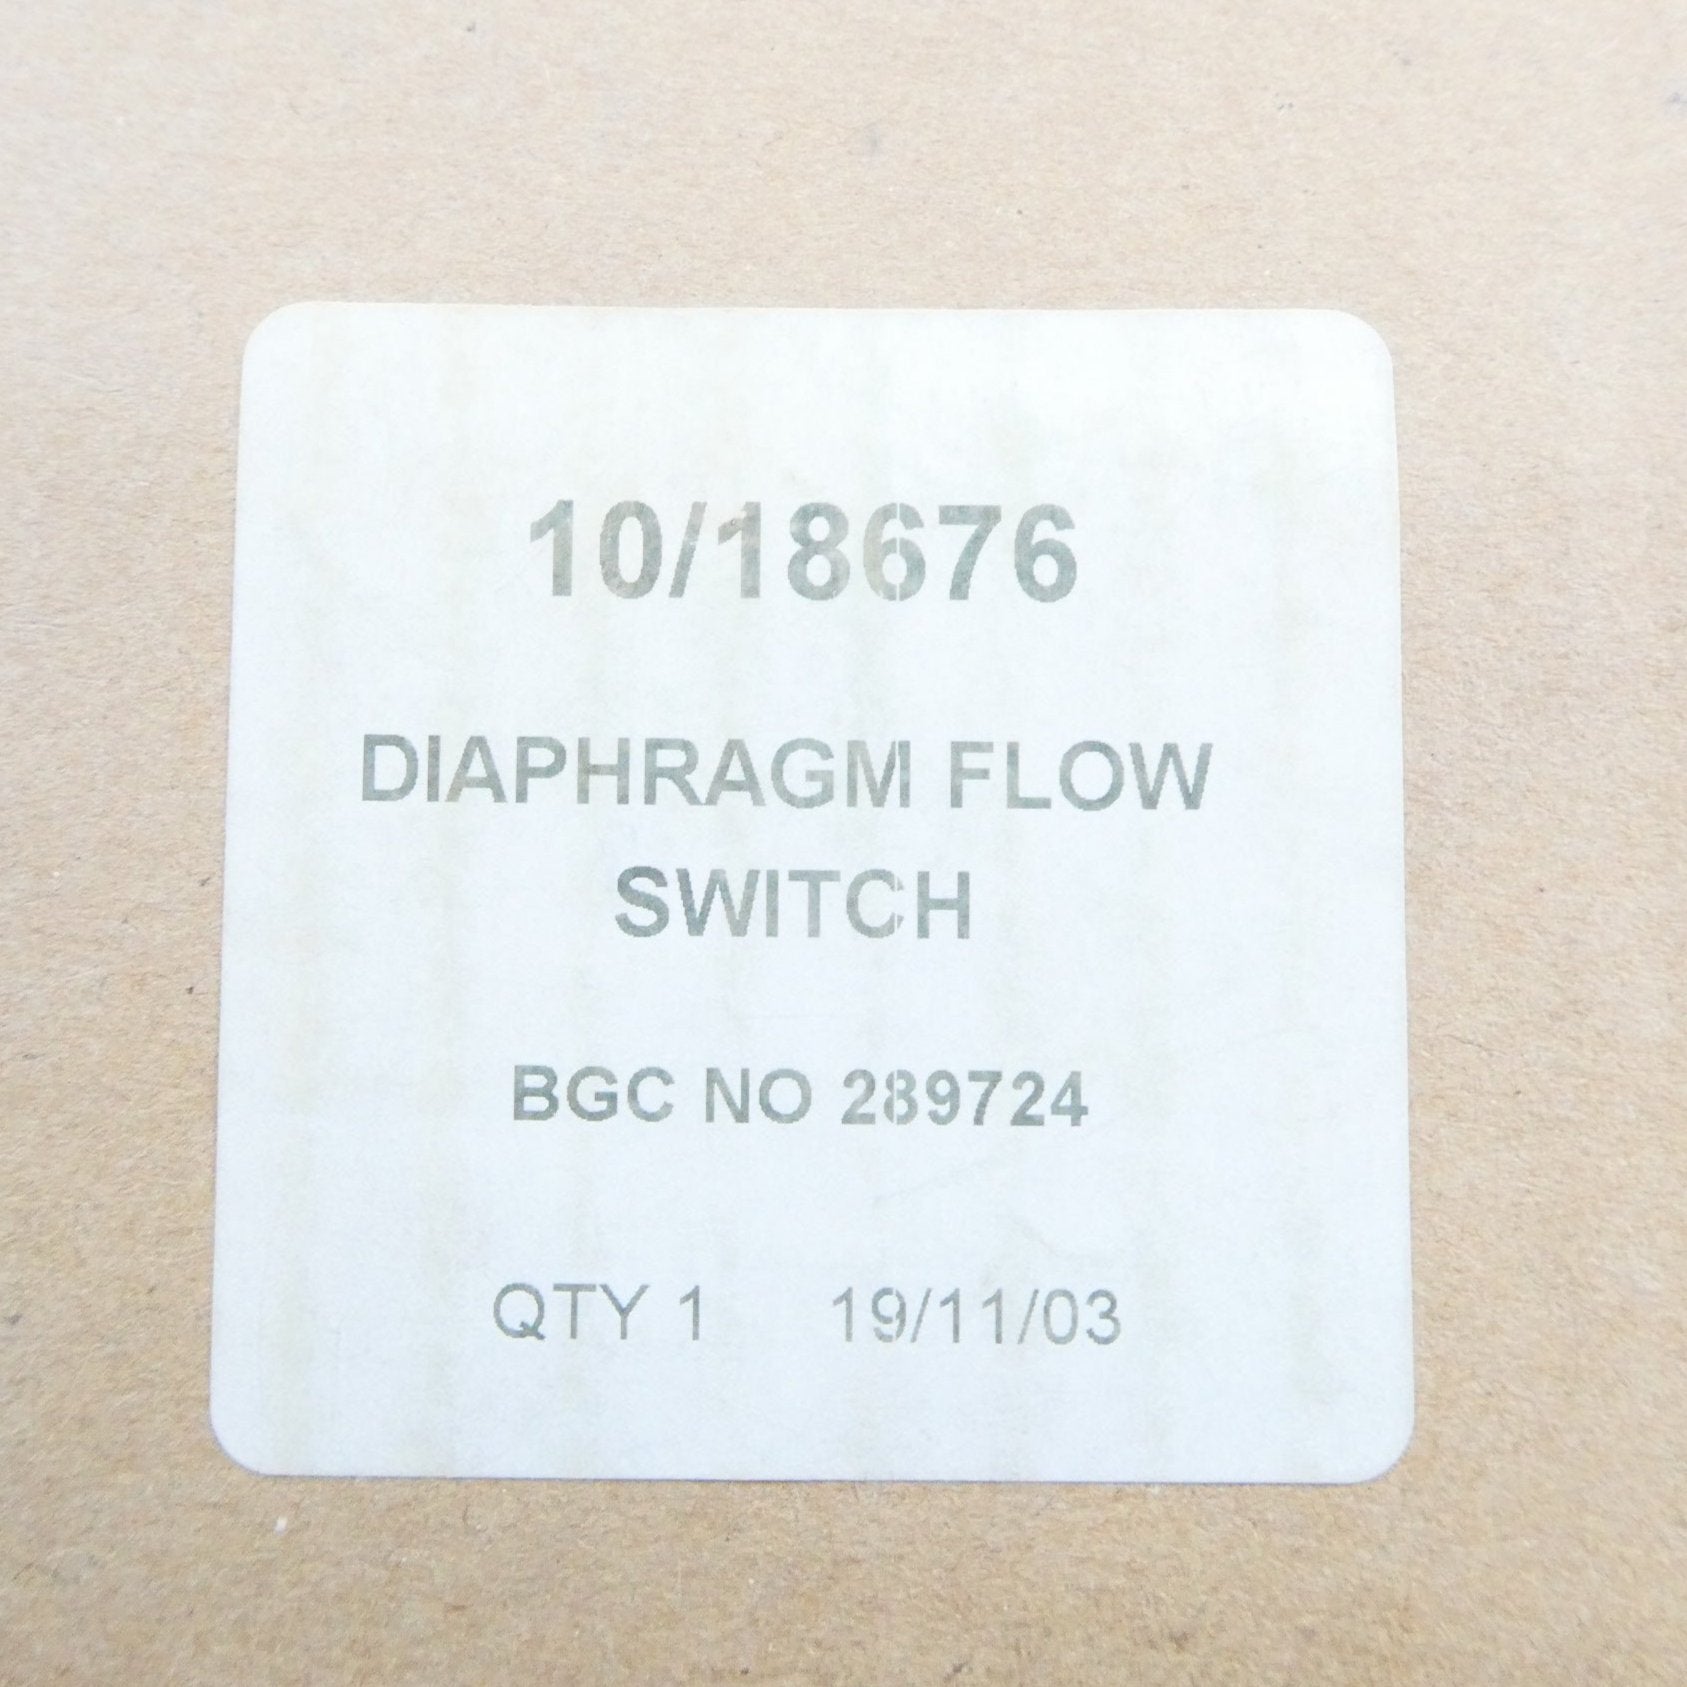 10/18676
DIAPHRAGM FLOW
SWITCH
BGC NO 289724
QTY 1 19/11/03